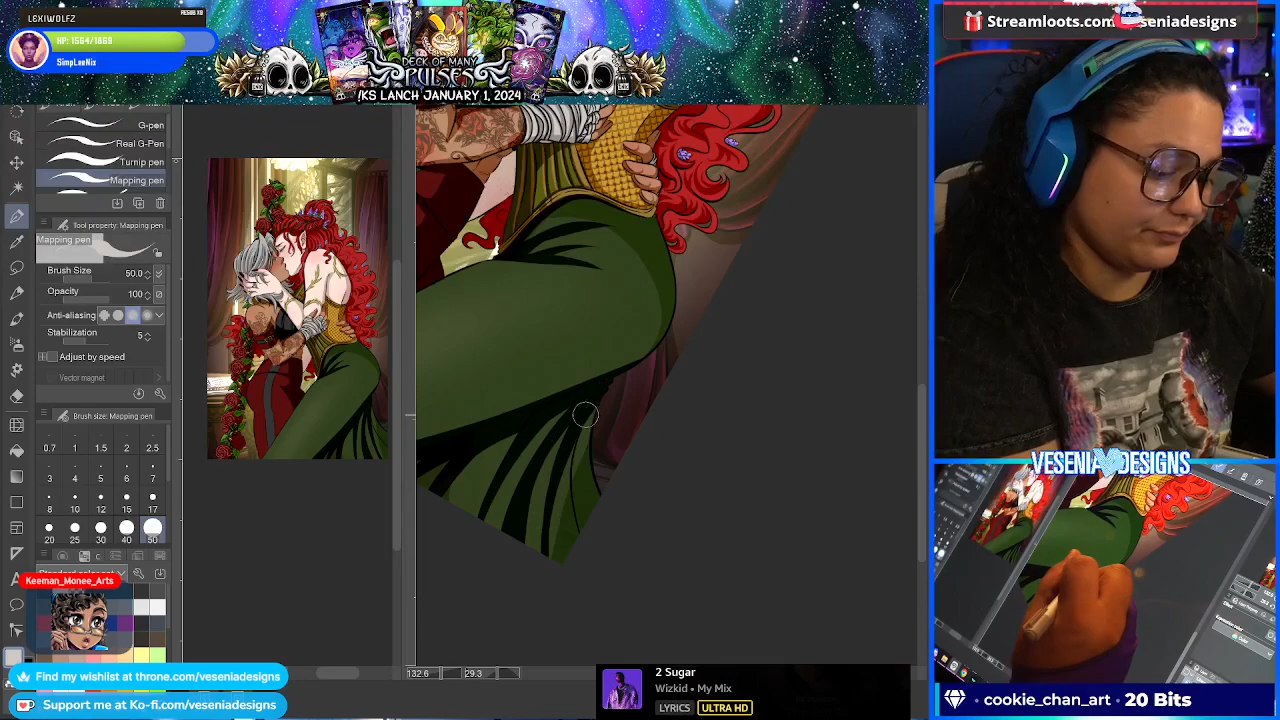 LEXIWOLFZ
HP: 1564/1869
SimpLeeNix
DECK OF MANY
PULSES
!KS LANCH JANUARY 1, 2024
Streamloots.com
eseniadesigns
G-pen
Real G-Pen
Turnip pen
Mapping pen
Tool property: Mapping pen
Mapping pen
Brush Size 50.0
Opacity 100
Anti-aliasing
Stabilization 5
Adjust by speed
Vector magnet
Brush size: Mapping pen
0.7 1 1.5 2 2.5
3 4 5 6 7
8 10 12 15 17
20 25 30 40 50
Keeman_Monee_Arts
Find my wishlist at throne.com/veseniadesigns
Support me at Ko-fi.com/veseniadesigns
132.6 29.3
2 Sugar
Wizkid • My Mix
LYRICS ULTRA HD
VESENIA DESIGNS
cookie_chan_art • 20 Bits